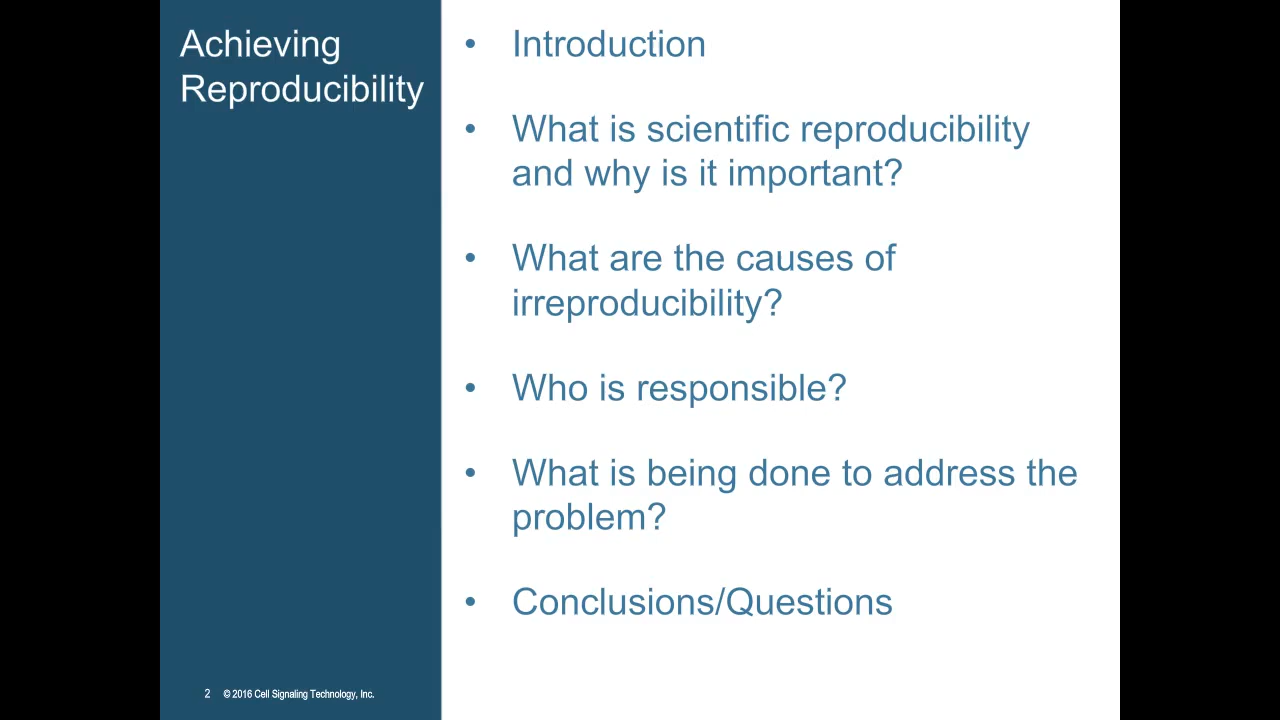 Achieving
Reproducibility
• Introduction
• What is scientific reproducibility
and why is it important?
• What are the causes of
irreproducibility?
• Who is responsible?
• What is being done to address the
problem?
• Conclusions/Questions
2 © 2016 Cell Signaling Technology, Inc.